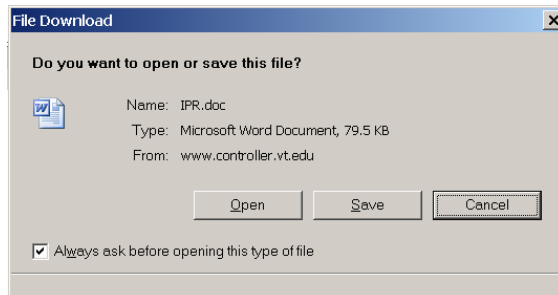 File Download
Do you want to open or save this file?
Name: IPR.doc
Type: Microsoft Word Document, 79.5 KB
From: www.controller.vt.edu
Open Save Cancel
Always ask before opening this type of file